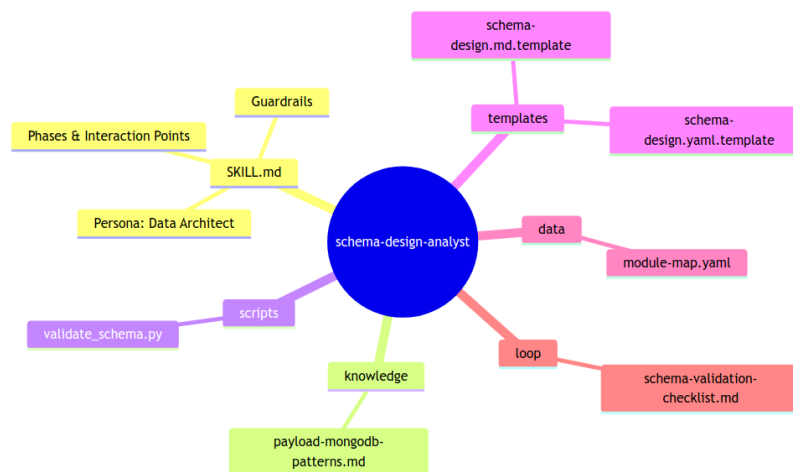 schema-
design.md.template
Guardrails
templates
Phases & Interaction Points
schema-
design.yaml.template
SKILL.md
Persona: Data Architect
data
schema-design-analyst
module-map.yaml
scripts
validate_schema.py
loop
knowledge
schema-validation-
checklist.md
payload-mongodb-
patterns.md